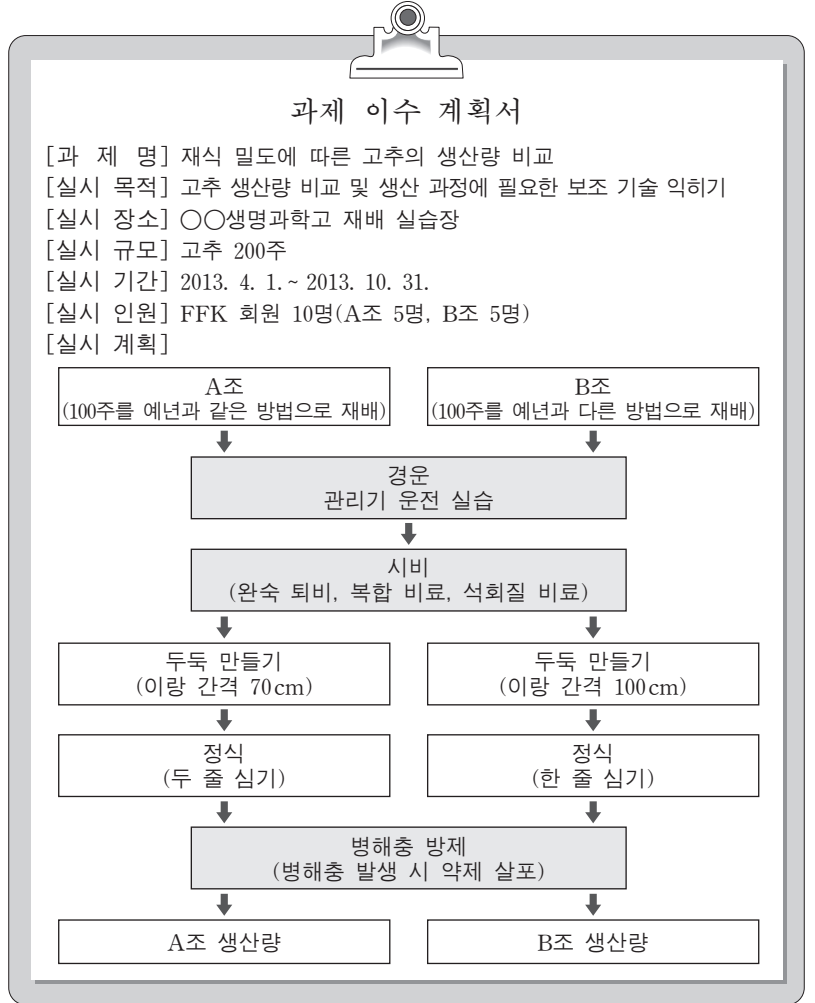 과제 이수 계획서
[과 제 명] 재식 밀도에 따른 고추의 생산량 비교
[실시 목적] 고추 생산량 비교 및 생산 과정에 필요한 보조 기술 익히기
[실시 장소] ○○생명과학고 재배 실습장
[실시 규모] 고추 200주
[실시 기간] 2013. 4. 1.~ 2013. 10. 31.
[실시 인원] FFK 회원 10명(A조 5명, B조 5명)
[실시 계획]
A조
(100주를 예년과 같은 방법으로 재배)
B조
(100주를 예년과 다른 방법으로 재배)
경운
관리기 운전 실습
시비
(완숙 퇴비, 복합 비료, 석회질 비료)
두둑 만들기
(이랑 간격 70cm)
두둑 만들기
(이랑 간격 100cm)
정식
(두 줄 심기)
정식
(한 줄 심기)
병해충 방제
(병해충 발생 시 약제 살포)
A조 생산량
B조 생산량